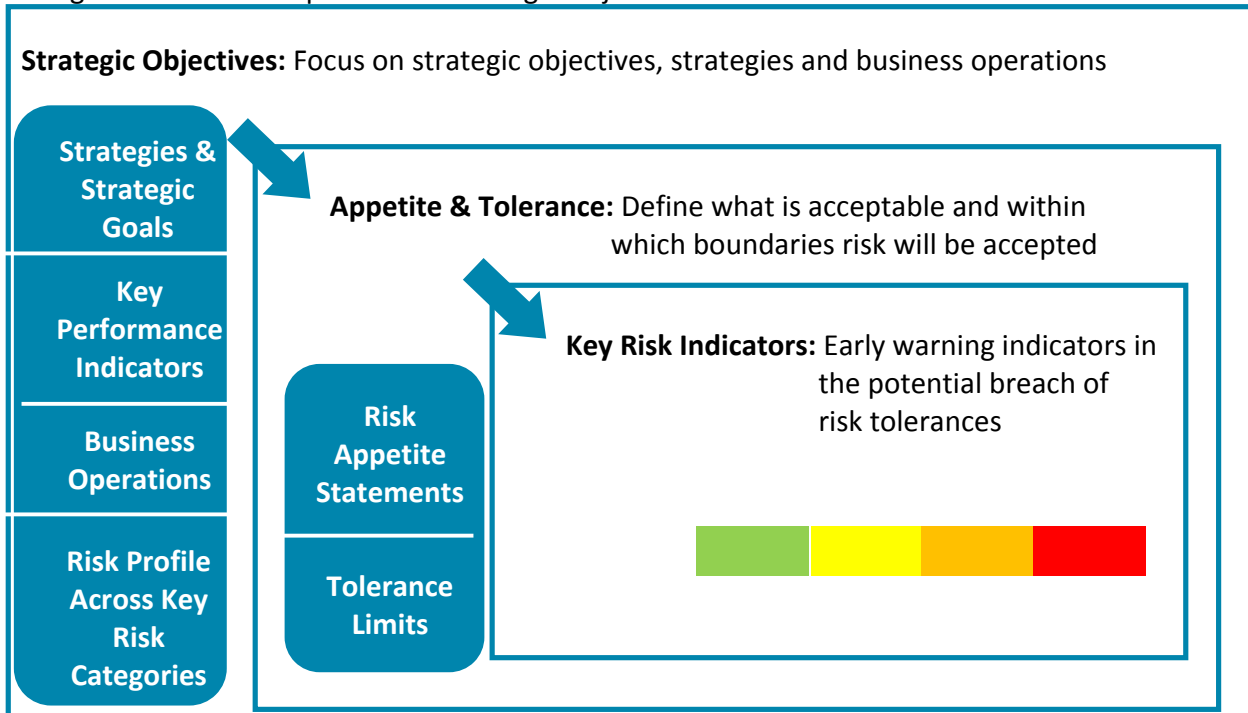 Strategic Objectives: Focus on strategic objectives, strategies and business operations
Strategies &
Strategic
Goals
Key
Performance
Indicators
Business
Operations
Risk Profile
Across Key
Risk
Categories
Appetite & Tolerance: Define what is acceptable and within
which boundaries risk will be accepted
Risk
Appetite
Statements
Tolerance
Limits
Key Risk Indicators: Early warning indicators in
the potential breach of
risk tolerances